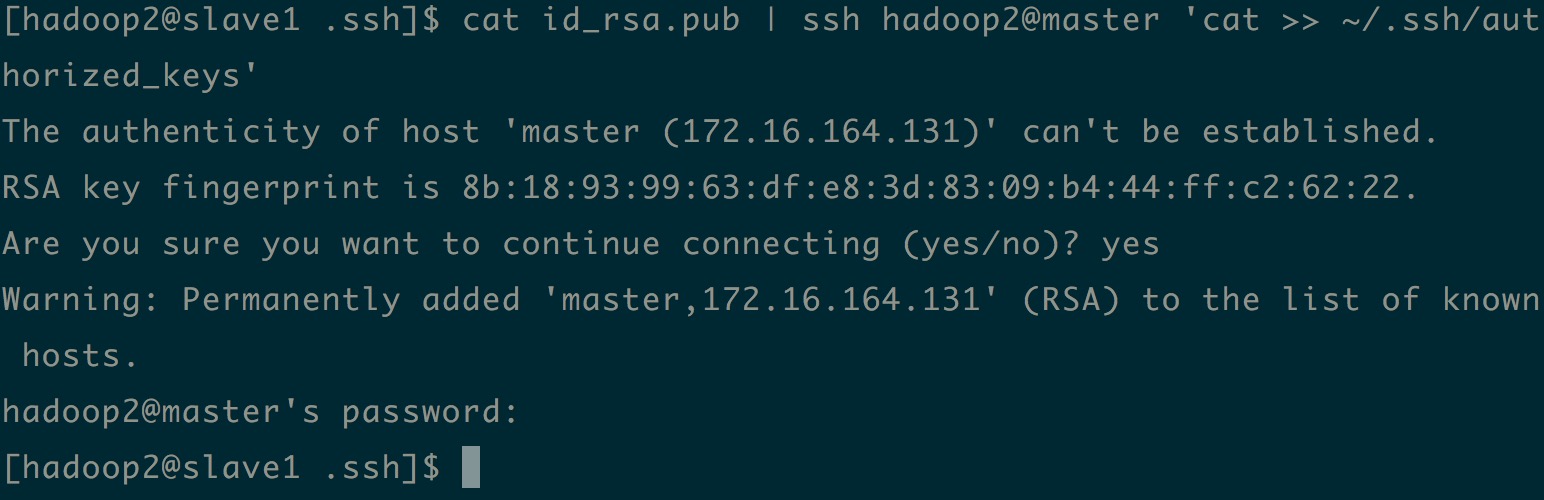 [hadoop2@slave1 .ssh]$ cat id_rsa.pub | ssh hadoop2@master 'cat >> ~/.ssh/aut
horized_keys'
The authenticity of host 'master (172.16.164.131)' can't be established.
RSA key fingerprint is 8b:18:93:99:63:df:e8:3d:83:09:b4:44:ff:c2:62:22.
Are you sure you want to continue connecting (yes/no)? yes
Warning: Permanently added 'master,172.16.164.131' (RSA) to the list of known
 hosts.
hadoop2@master's password:
[hadoop2@slave1 .ssh]$